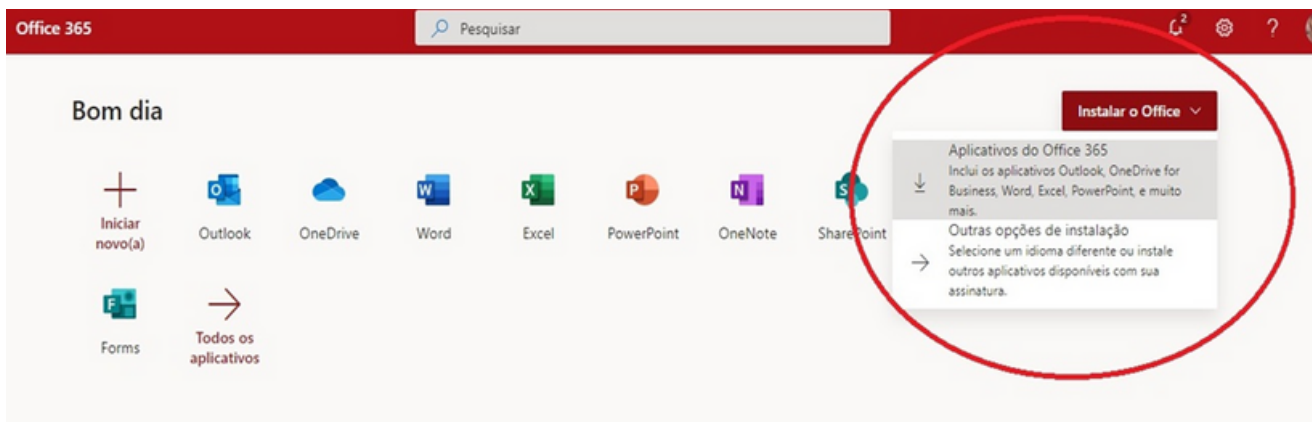 Office 365
Pesquisar
2
?
Bom dia
Instalar o Office
Aplicativos do Office 365
Inclui os aplicativos Outlook, OneDrive for
Business, Word, Excel, PowerPoint, e muito
mais.
Outras opções de instalação
Selecione um idioma diferente ou instale
outros aplicativos disponíveis com sua
assinatura.
Iniciar
novo(a)
Outlook
OneDrive
Word
Excel
PowerPoint
OneNote
SharePoint
Forms
Todos os
aplicativos